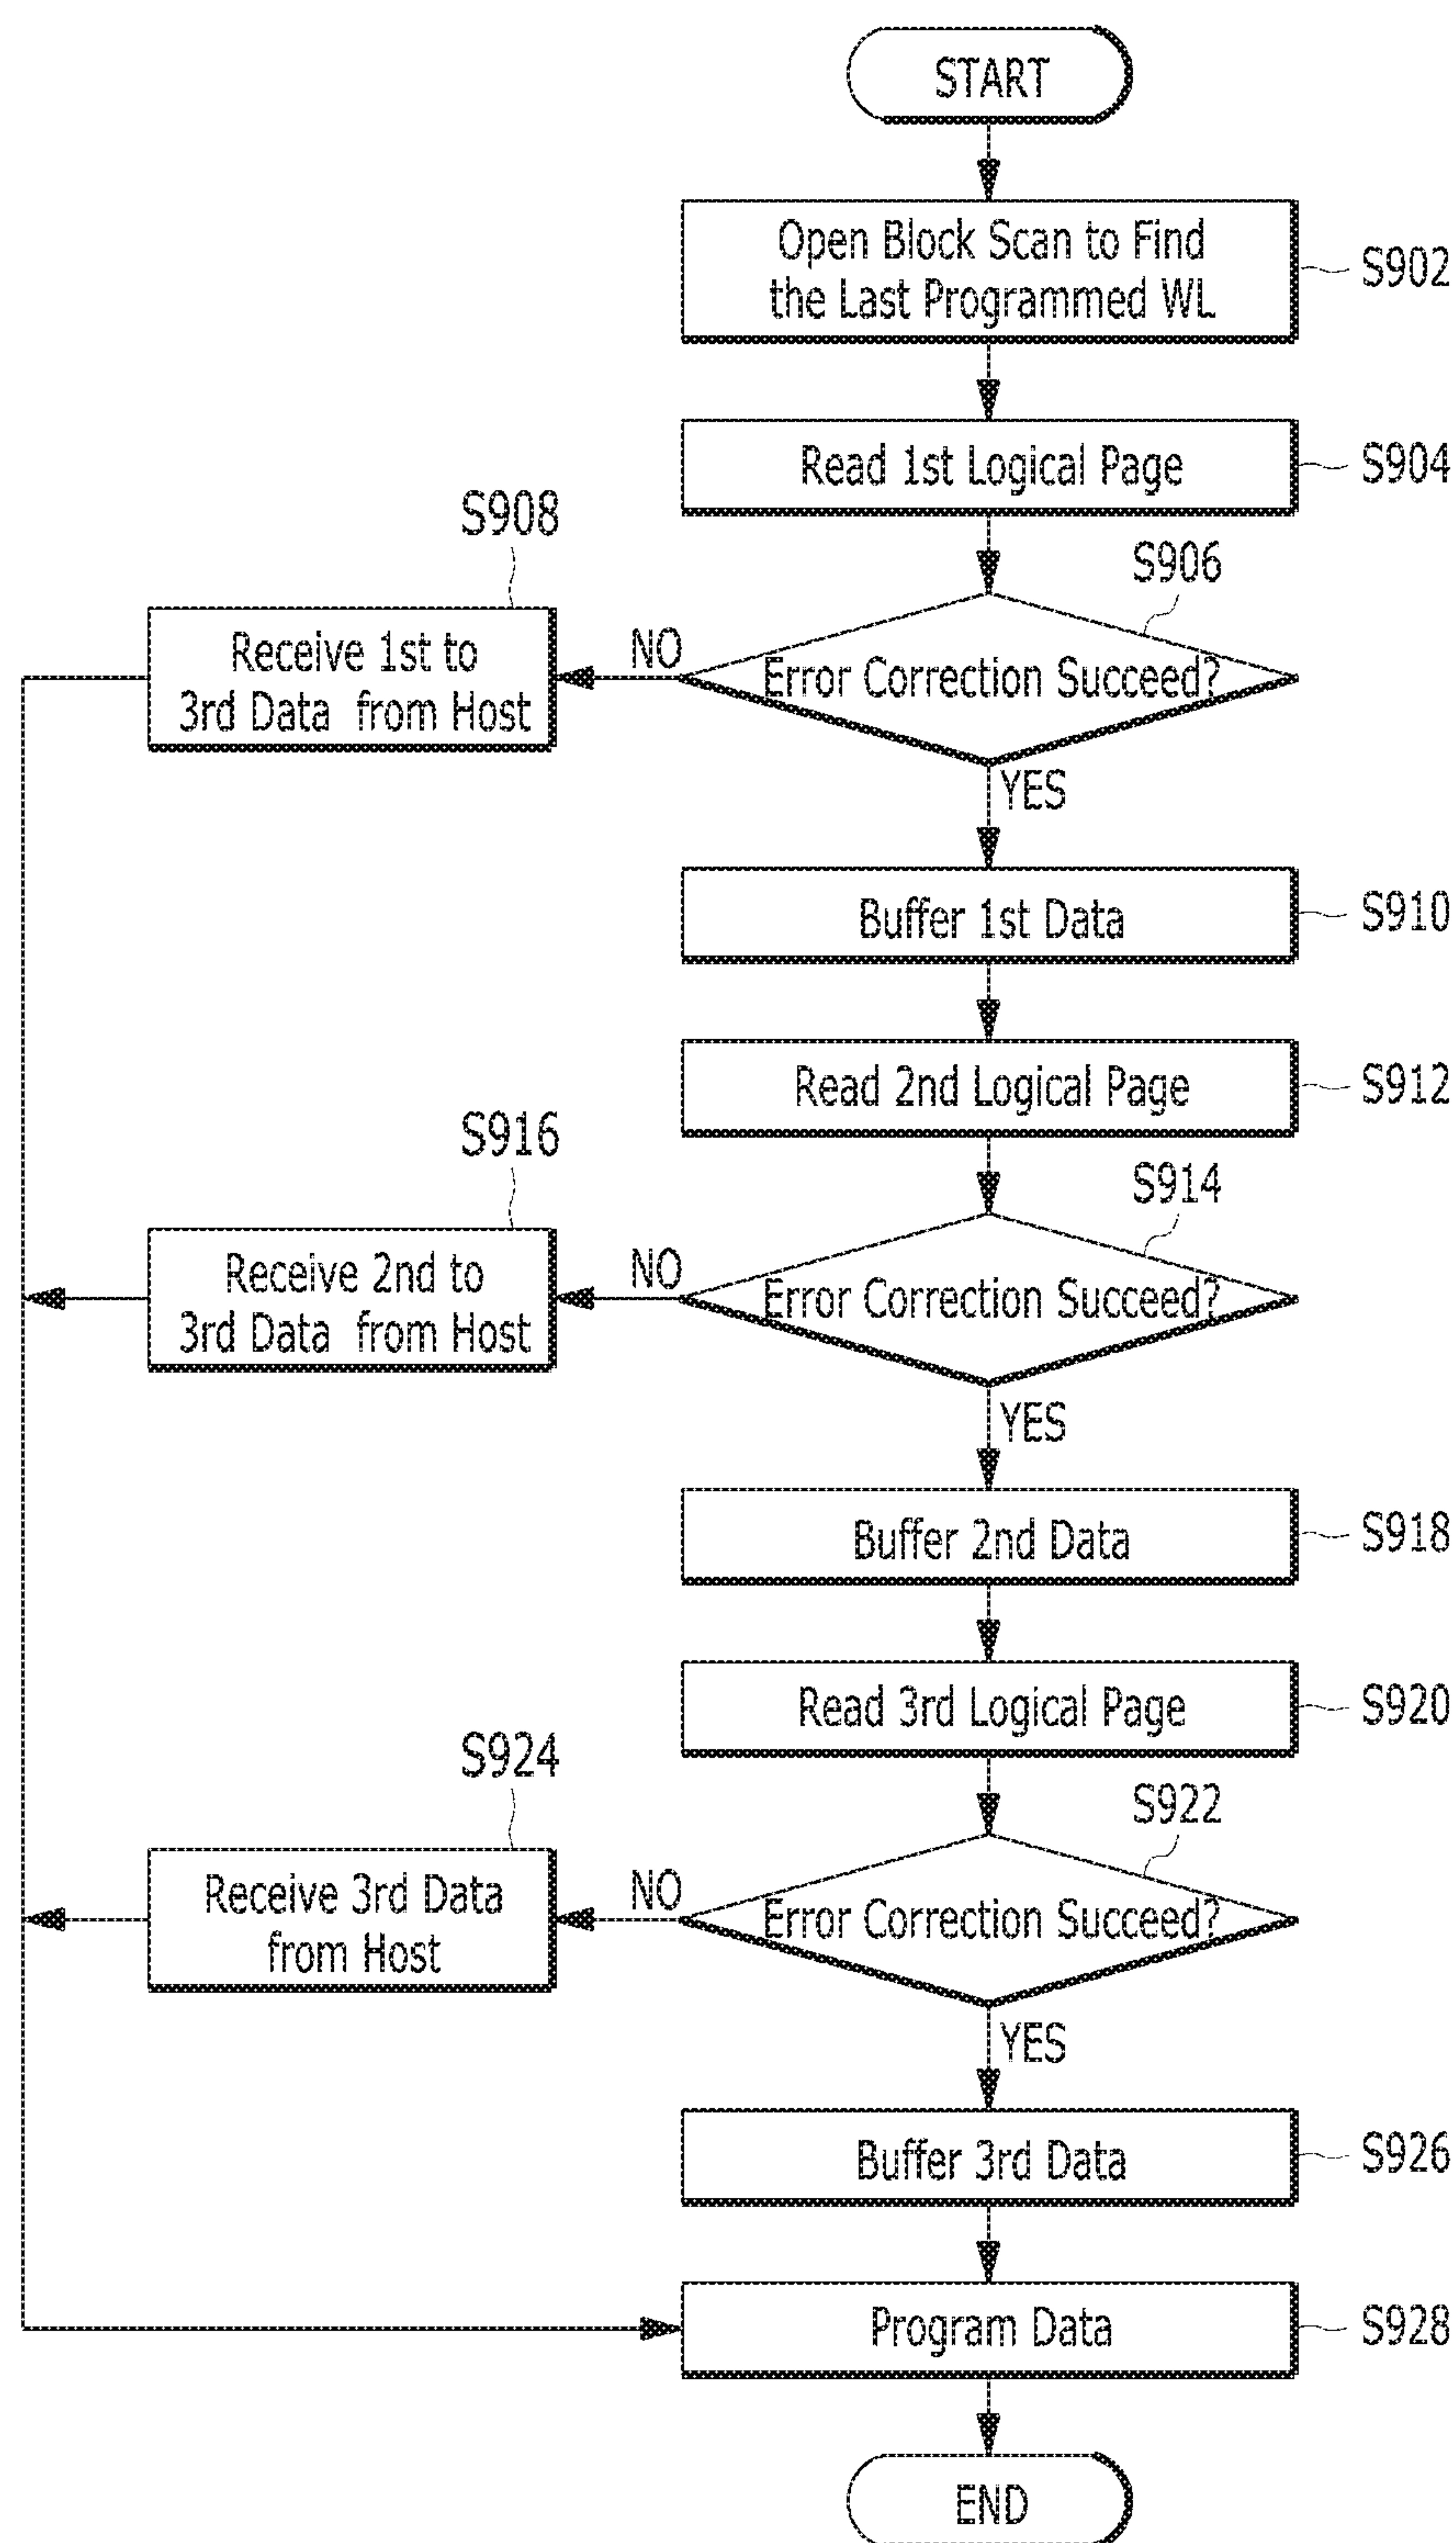 START
Open Block Scan to Find
the Last Programmed WL
S902
Read 1st Logical Page
S904
S908
S906
Receive 1st to
3rd Data from Host
NO
Error Correction Succeed?
YES
Buffer 1st Data
S910
Read 2nd Logical Page
S912
S916
S914
Receive 2nd to
3rd Data from Host
NO
Error Correction Succeed?
YES
Buffer 2nd Data
S918
Read 3rd Logical Page
S920
S924
S922
Receive 3rd Data
from Host
NO
Error Correction Succeed?
YES
Buffer 3rd Data
S926
Program Data
S928
END